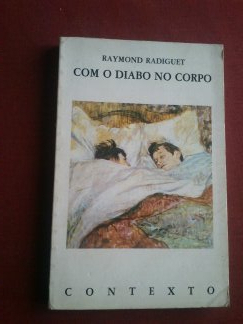 RAYMOND RADIGUET
COM O DIABO NO CORPO
CONTEXTO